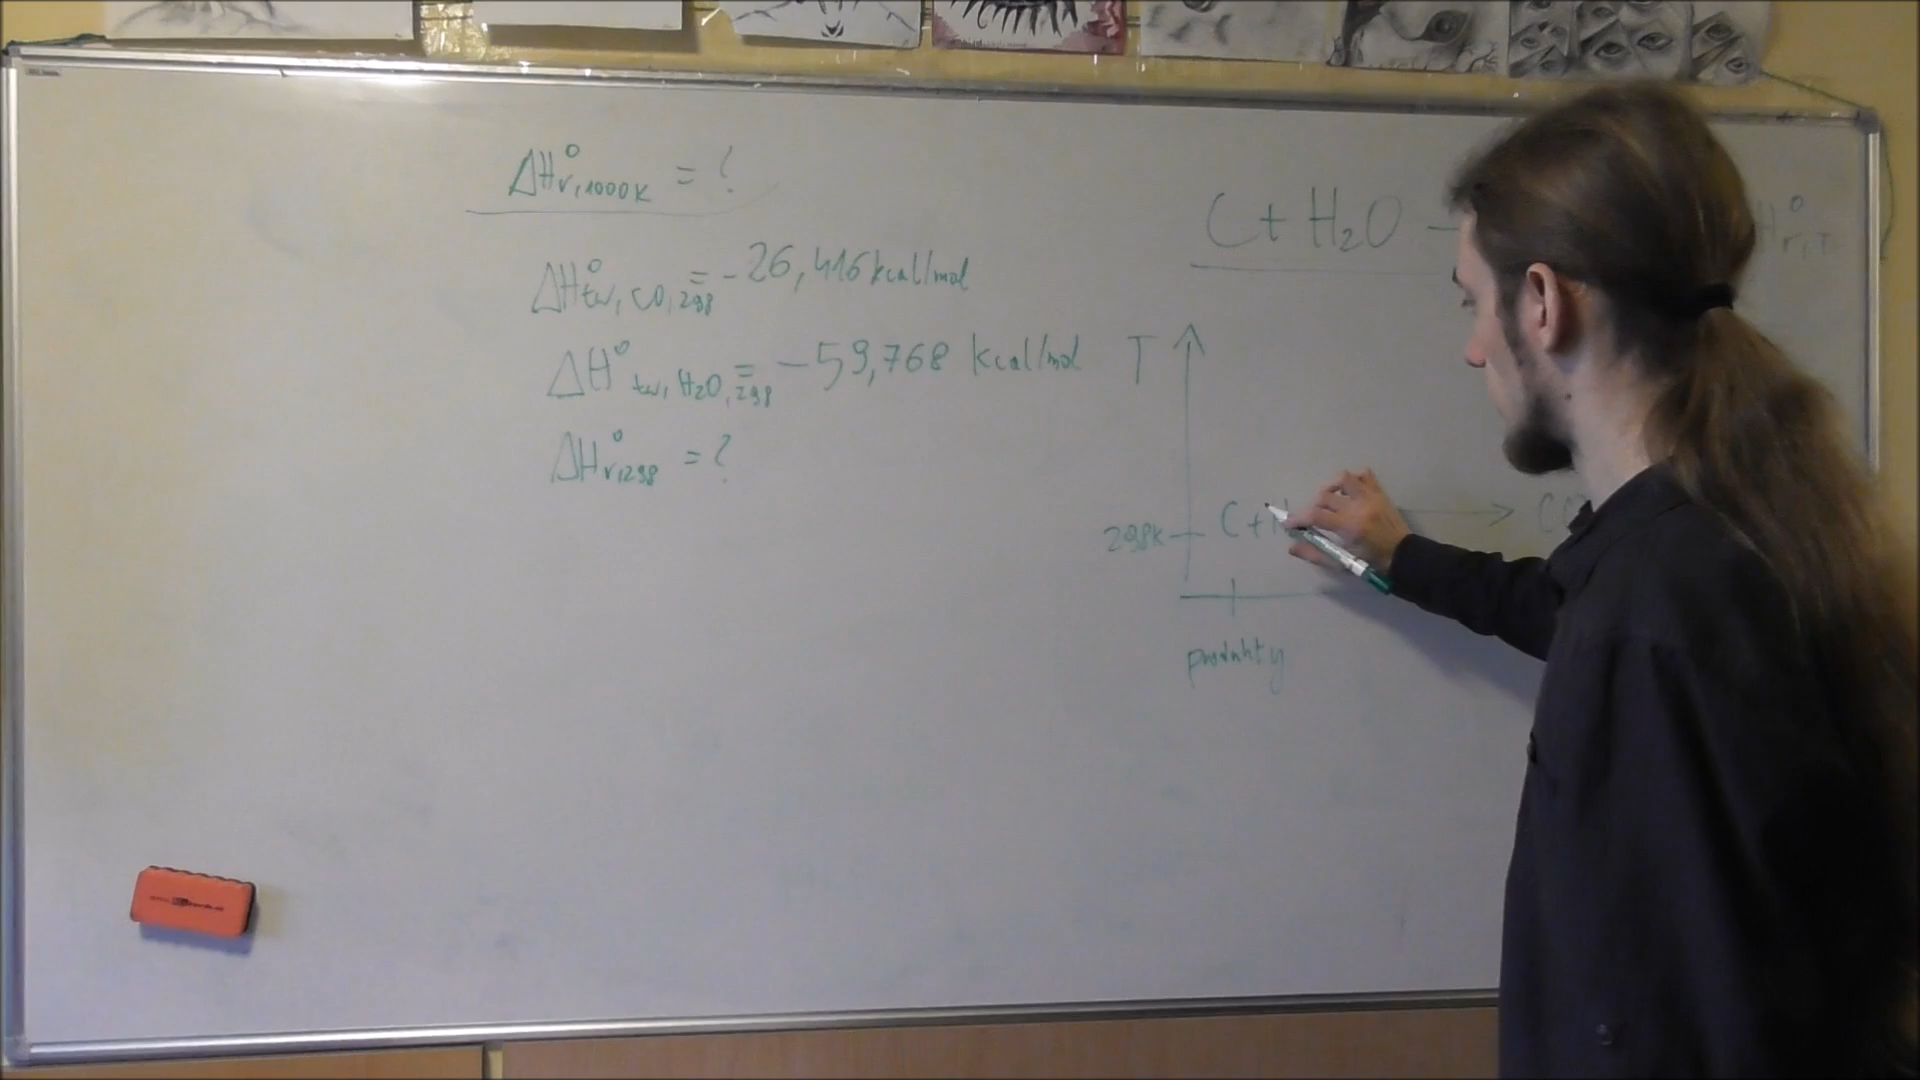 ΔH°r,1000K = ?
ΔH°tw,CO,298 = -26,416 kcal/mol
ΔH°tw,H₂O,298 = -59,768 kcal/mol
ΔH°r,298 = ?
C + H₂O
H°r,T
T
298K
C +
produkty